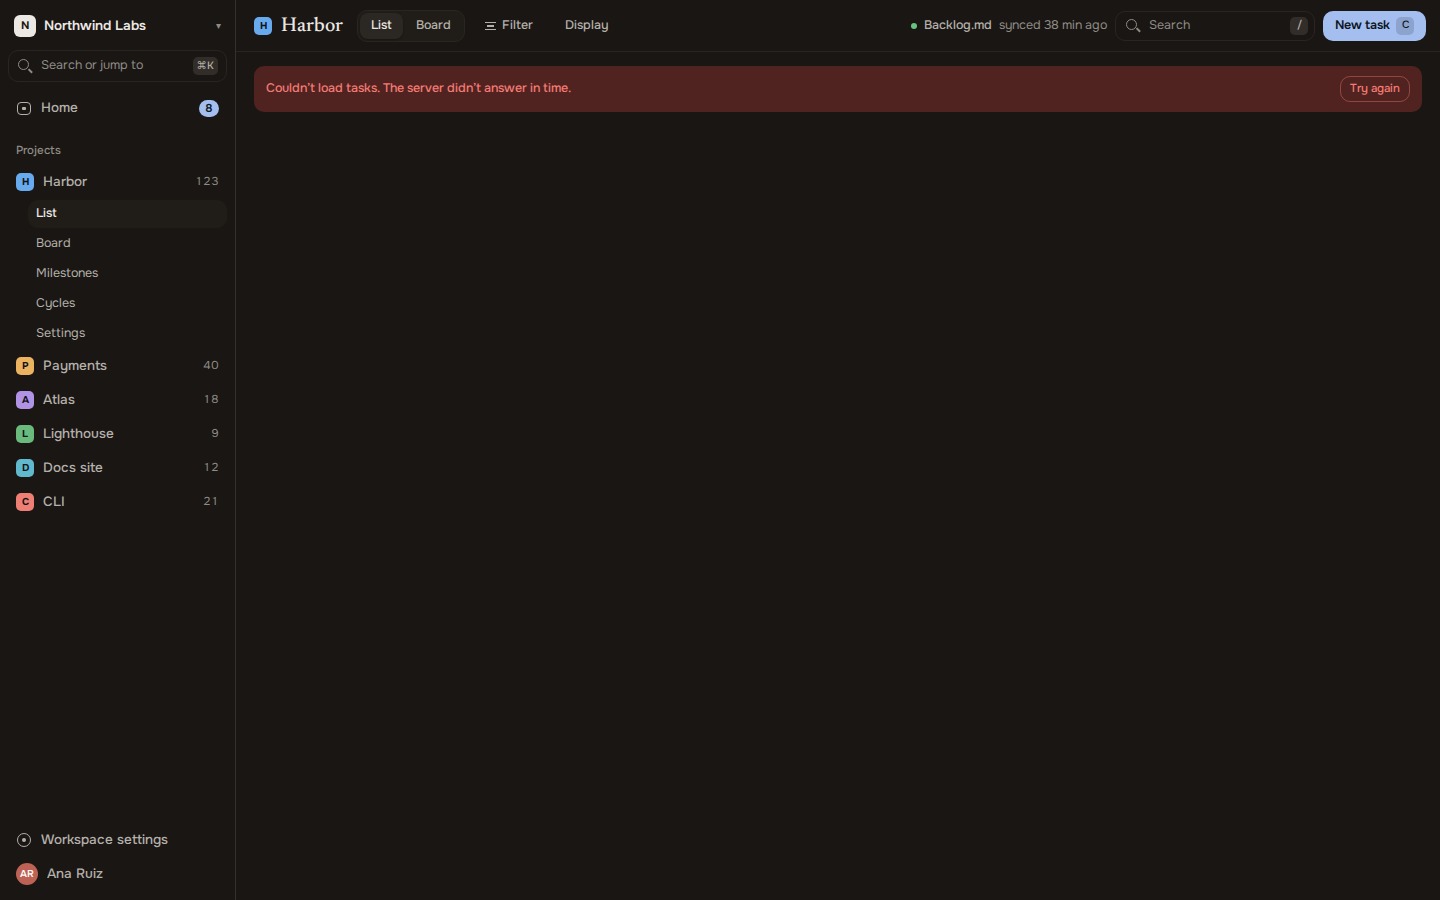 N Northwind Labs
Search or jump to ⌘K
Home 8
Projects
H Harbor 123
List
Board
Milestones
Cycles
Settings
P Payments 40
A Atlas 18
L Lighthouse 9
D Docs site 12
C CLI 21
Workspace settings
AR Ana Ruiz
H Harbor List Board Filter Display Backlog.md synced 38 min ago Search / New task C
Couldn't load tasks. The server didn't answer in time. Try again